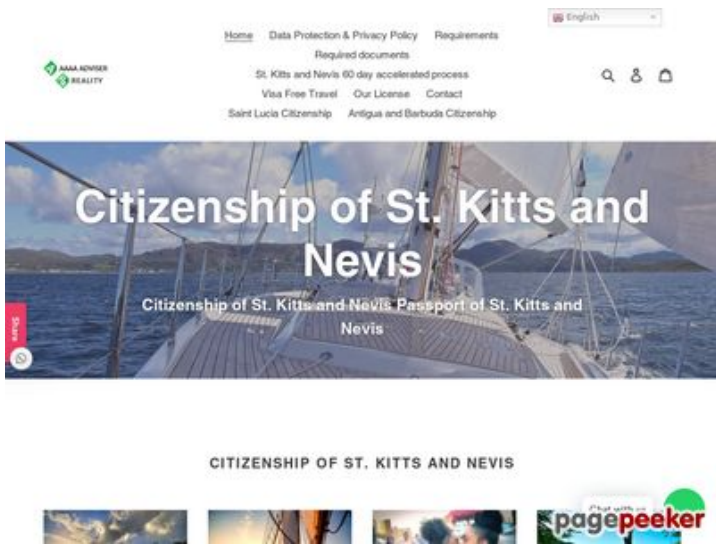 English
Home Data Protection & Privacy Policy Requirements
Required documents
St. Kitts and Nevis 60 day accelerated process
Visa Free Travel Our License Contact
Saint Lucia Citizenship Antigua and Barbuda Citizenship
AAAA ADVISER
REALITY
Citizenship of St. Kitts and
Nevis
Citizenship of St. Kitts and Nevis Passport of St. Kitts and
Nevis
Share
CITIZENSHIP OF ST. KITTS AND NEVIS
Chat with us
pagepeeker